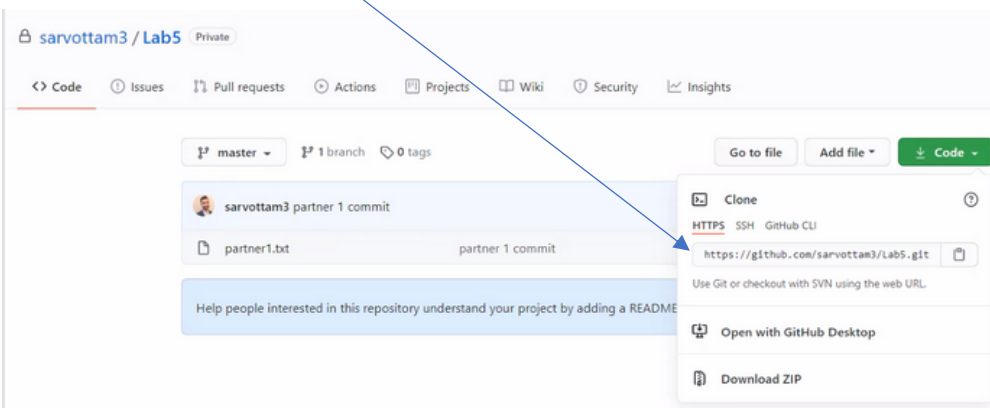 sarvottam3 / Lab5 Private
<> Code Issues Pull requests Actions Projects Wiki Security Insights
master 1 branch 0 tags Go to file Add file Code
sarvottam3 partner 1 commit
partner1.txt partner 1 commit
Help people interested in this repository understand your project by adding a README
Clone
HTTPS SSH GitHub CLI
https://github.com/sarvottam3/Lab5.git
Use Git or checkout with SVN using the web URL.
Open with GitHub Desktop
Download ZIP